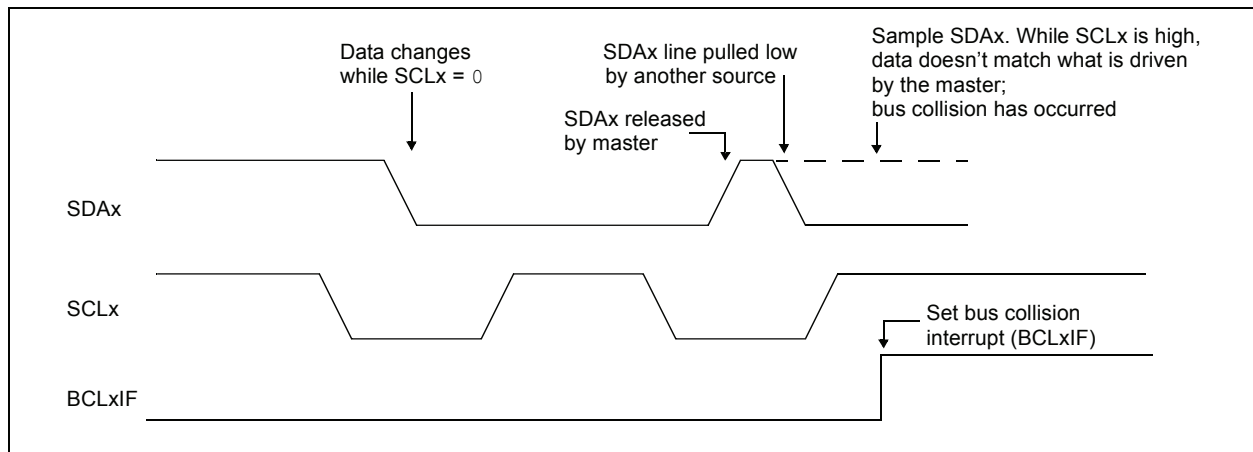 Data changes
while SCLx = 0
SDAx line pulled low
by another source
Sample SDAx. While SCLx is high,
data doesn’t match what is driven
by the master;
bus collision has occurred
SDAx released
by master
SDAx
SCLx
Set bus collision
interrupt (BCLxIF)
BCLxIF